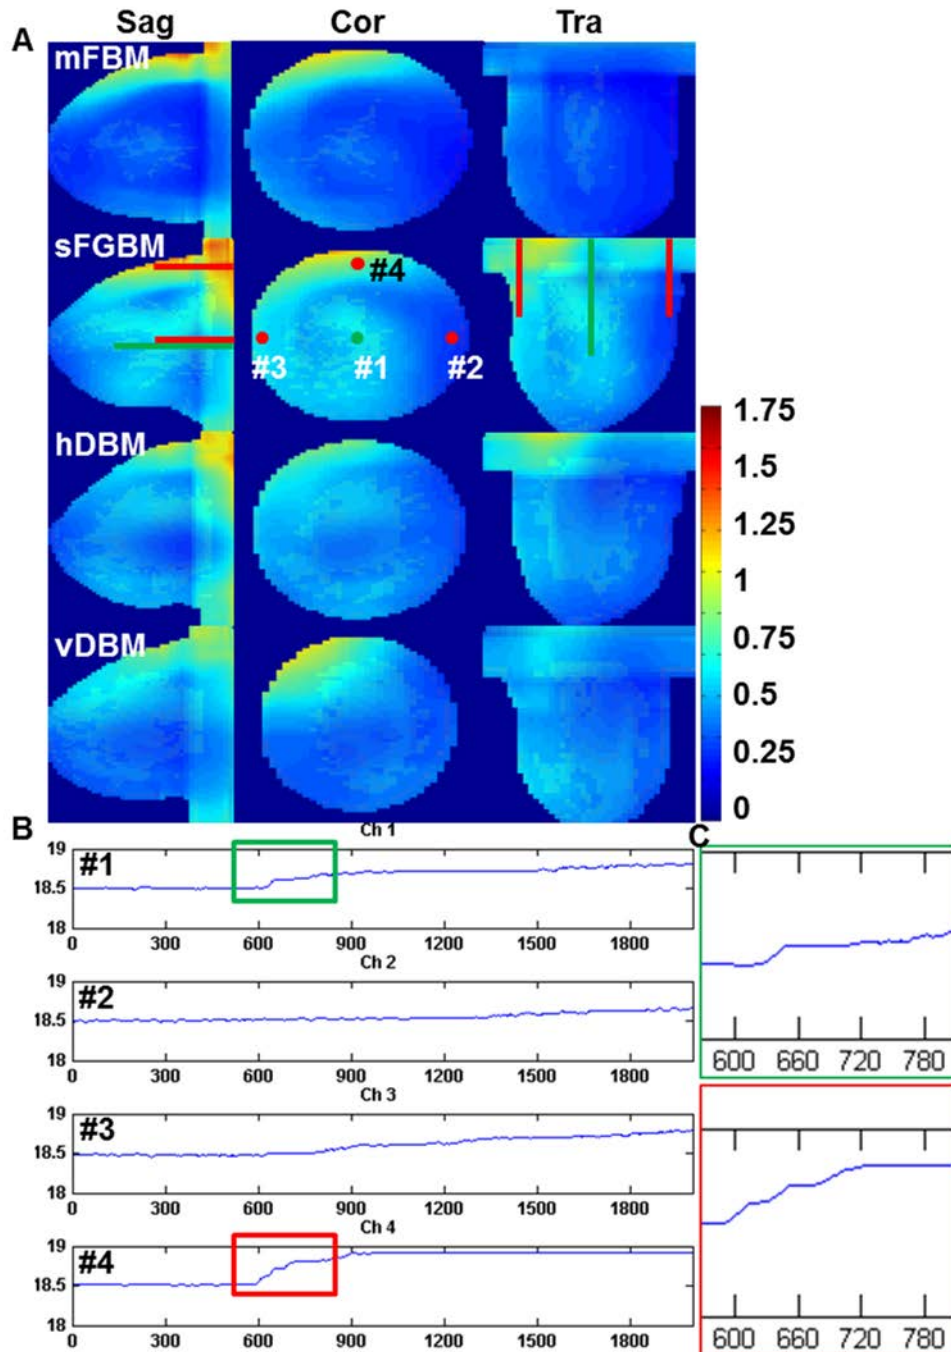 Sag Cor Tra
A
mFBM
sFGBM
#4
#3 #1 #2
hDBM
vDBM
1.75
1.5
1.25
1
0.75
0.5
0.25
0
B
C
Ch 1
19
18.5
18
#1
0 300 600 900 1200 1500 1800
Ch 2
19
18.5
18
#2
0 300 600 900 1200 1500 1800
Ch 3
19
18.5
18
#3
0 300 600 900 1200 1500 1800
Ch 4
19
18.5
18
#4
0 300 600 900 1200 1500 1800
600 660 720 780
600 660 720 780